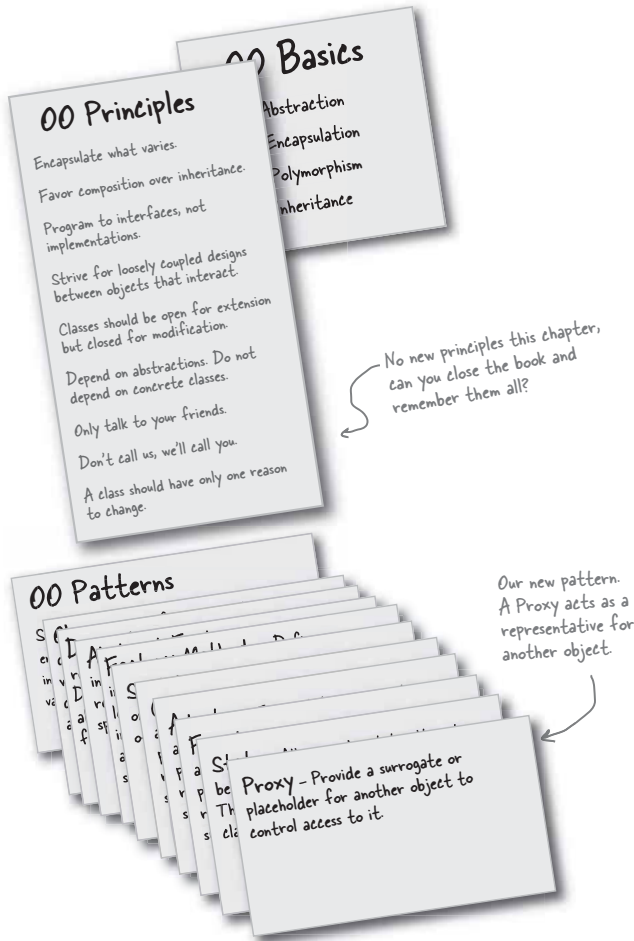 OO Basics
Abstraction
Encapsulation
Polymorphism
Inheritance
OO Principles
Encapsulate what varies.
Favor composition over inheritance.
Program to interfaces, not
implementations.
Strive for loosely coupled designs
between objects that interact.
Classes should be open for extension
but closed for modification.
Depend on abstractions. Do not
depend on concrete classes.
Only talk to your friends.
Don't call us, we'll call you.
A class should have only one reason
to change.
No new principles this chapter,
can you close the book and
remember them all?
OO Patterns
Our new pattern.
A Proxy acts as a
representative for
another object.
Proxy - Provide a surrogate or
placeholder for another object to
control access to it.